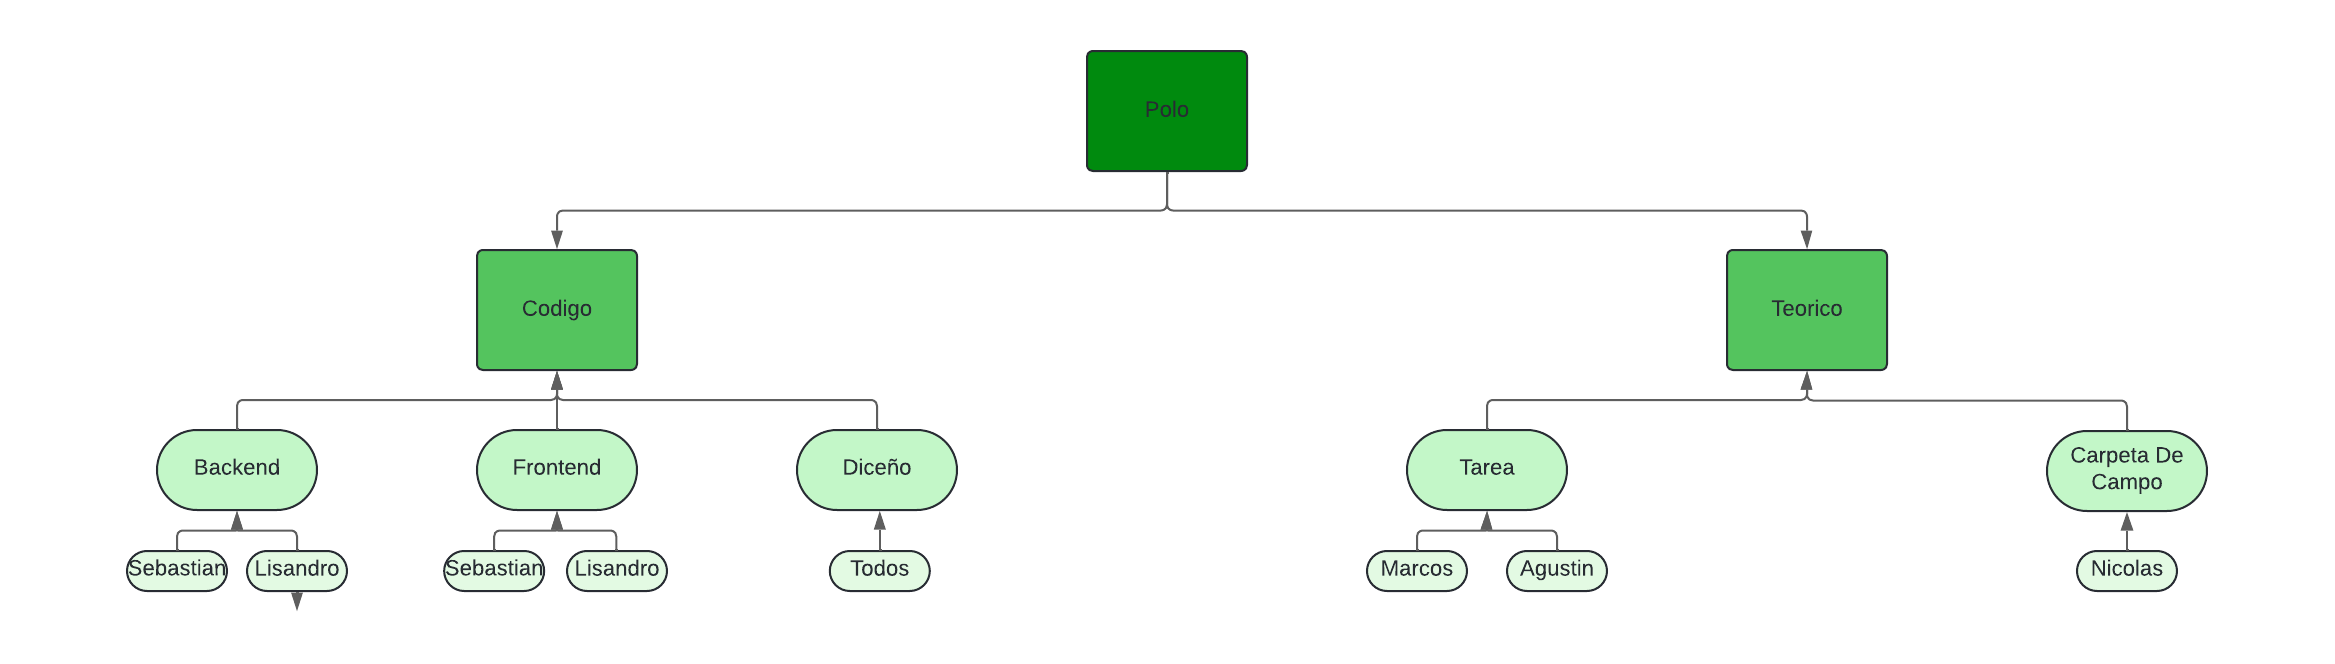 Polo
Codigo
Teorico
Backend
Frontend
Diceño
Tarea
Carpeta De
Campo
Sebastian
Lisandro
Sebastian
Lisandro
Todos
Marcos
Agustin
Nicolas